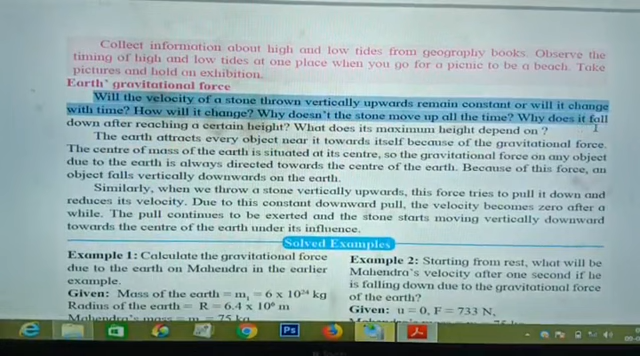 Collect information about high and low tides from geography books. Observe the
timing of high and low tides at one place when you go for a picnic to be a beach. Take
pictures and hold an exhibition.
Earth' gravitational force
Will the velocity of a stone thrown vertically upwards remain constant or will it change
with time? How will it change? Why doesn't the stone move up all the time? Why does it fall
down after reaching a certain height? What does its maximum height depend on ?
The earth attracts every object near it towards itself because of the gravitational force.
The centre of mass of the earth is situated at its centre, so the gravitational force on any object
due to the earth is always directed towards the centre of the earth. Because of this force, an
object falls vertically downwards on the earth.
Similarly, when we throw a stone vertically upwards, this force tries to pull it down and
reduces its velocity. Due to this constant downward pull, the velocity becomes zero after a
while. The pull continues to be exerted and the stone starts moving vertically downward
towards the centre of the earth under its influence.
Solved Examples
Example 1: Calculate the gravitational force
due to the earth on Mahendra in the earlier
example.
Given: Mass of the earth = m₁ = 6 x 10²⁴ kg
Radius of the earth = R = 6.4 x 10⁶ m
Mahendra's mass = m = 75 kg
Example 2: Starting from rest, what will be
Mahendra's velocity after one second if he
is falling down due to the gravitational force
of the earth?
Given: u = 0, F = 733 N,
Ps